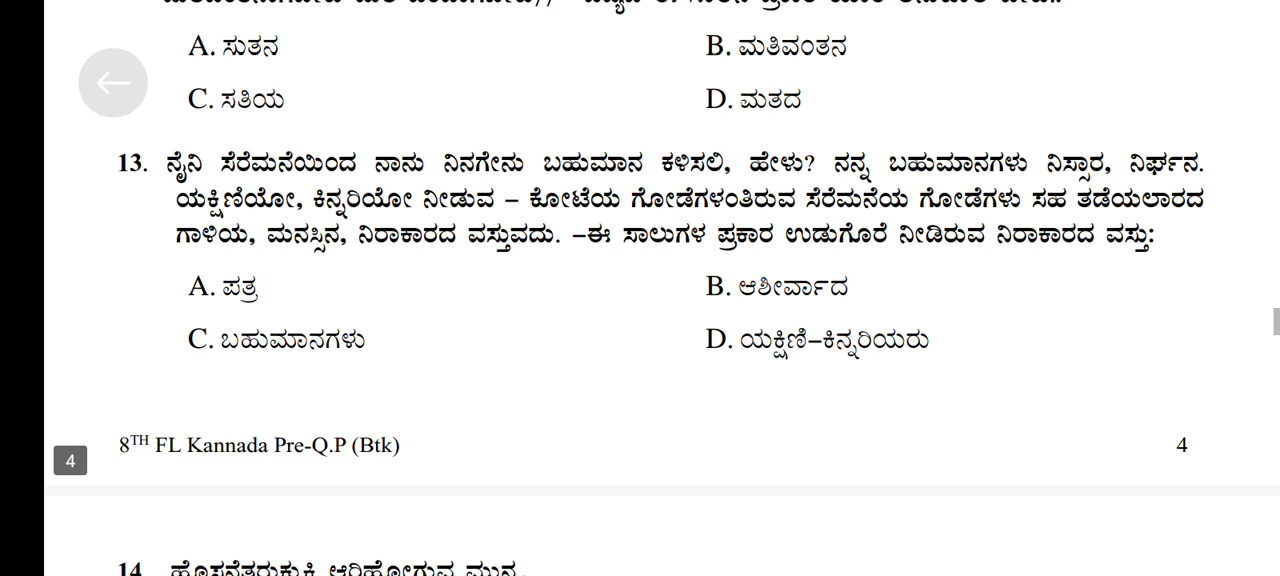 A. ಸುತನ B. ಮತಿವಂತನ
C. ಸತಿಯ D. ಮತದ
13. ನೈನಿ ಸೆರೆಮನೆಯಿಂದ ನಾನು ನಿನಗೇನು ಬಹುಮಾನ ಕಳಿಸಲಿ, ಹೇಳು? ನನ್ನ ಬಹುಮಾನಗಳು ನಿಸ್ಸಾರ, ನಿರ್ಘನ.
ಯಕ್ಷಿಣಿಯೋ, ಕಿನ್ನರಿಯೋ ನೀಡುವ – ಕೋಟೆಯ ಗೋಡೆಗಳಂತಿರುವ ಸೆರೆಮನೆಯ ಗೋಡೆಗಳು ಸಹ ತಡೆಯಲಾರದ
ಗಾಳಿಯ, ಮನಸ್ಸಿನ, ನಿರಾಕಾರದ ವಸ್ತುವದು. –ಈ ಸಾಲುಗಳ ಪ್ರಕಾರ ಉಡುಗೊರೆ ನೀಡಿರುವ ನಿರಾಕಾರದ ವಸ್ತು:
A. ಪತ್ರ B. ಆಶೀರ್ವಾದ
C. ಬಹುಮಾನಗಳು D. ಯಕ್ಷಿಣಿ–ಕಿನ್ನರಿಯರು
8TH FL Kannada Pre-Q.P (Btk) 4
4
14 ಆರಿಹೋಗುವ ಮುನ್ನ